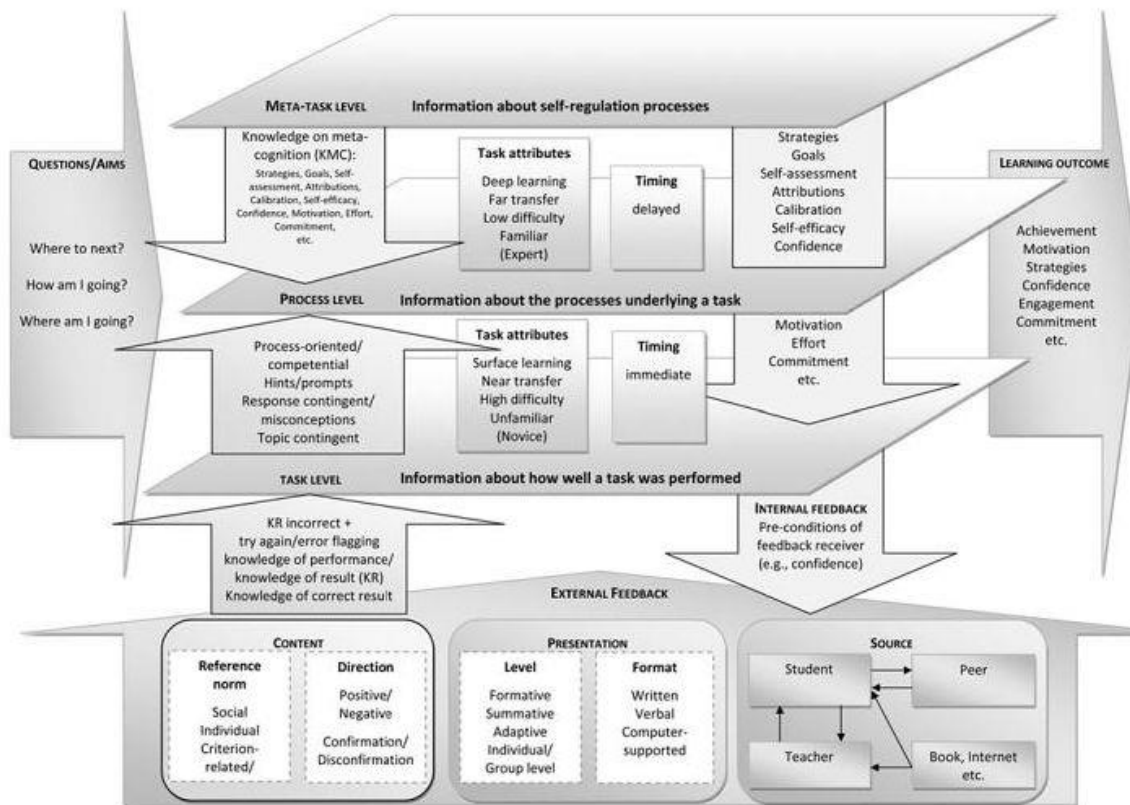 META-TASK LEVEL
Information about self-regulation processes
Knowledge on meta-
cognition (KMC):
Strategies, Goals, Self-
assessment, Attributions,
Calibration, Self-efficacy,
Confidence, Motivation, Effort,
Commitment,
etc.
Task attributes
Deep learning
Far transfer
Low difficulty
Familiar
(Expert)
Timing
delayed
Strategies
Goals
Self-assessment
Attributions
Calibration
Self-efficacy
Confidence
QUESTIONS/AIMS
Where to next?
How am I going?
Where am I going?
LEARNING OUTCOME
Achievement
Motivation
Strategies
Confidence
Engagement
Commitment
etc.
PROCESS LEVEL
Information about the processes underlying a task
Process-oriented/
competential
Hints/prompts
Response contingent/
misconceptions
Topic contingent
Task attributes
Surface learning
Near transfer
High difficulty
Unfamiliar
(Novice)
Timing
immediate
Motivation
Effort
Commitment
etc.
TASK LEVEL
Information about how well a task was performed
KR incorrect +
try again/error flagging
knowledge of performance/
knowledge of result (KR)
Knowledge of correct result
INTERNAL FEEDBACK
Pre-conditions of
feedback receiver
(e.g., confidence)
EXTERNAL FEEDBACK
CONTENT
Reference
norm
Social
Individual
Criterion-
related/
Direction
Positive/
Negative
Confirmation/
Disconfirmation
PRESENTATION
Level
Formative
Summative
Adaptive
Individual/
Group level
Format
Written
Verbal
Computer-
supported
SOURCE
Student
Peer
Teacher
Book, Internet
etc.